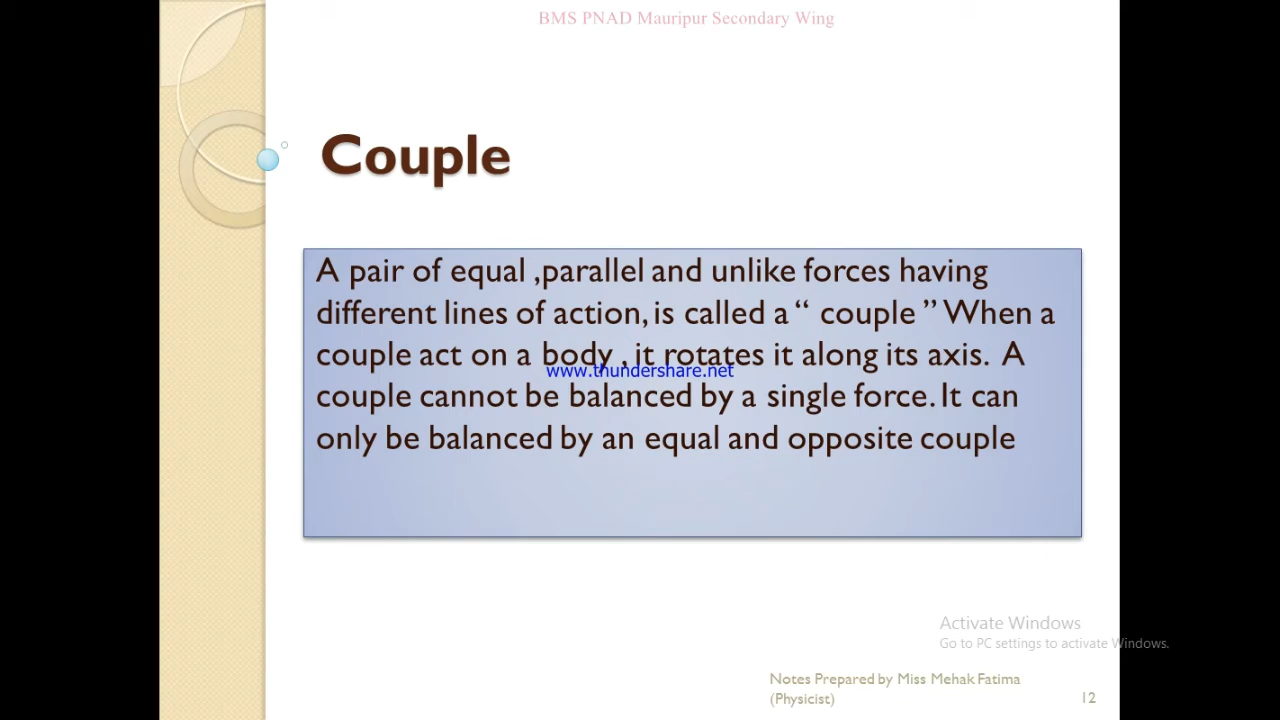 BMS PNAD Mauripur Secondary Wing
Couple
A pair of equal ,parallel and unlike forces having
different lines of action, is called a “ couple ” When a
couple act on a body , it rotates it along its axis. A
www.thundershare.net
couple cannot be balanced by a single force. It can
only be balanced by an equal and opposite couple
Activate Windows
Go to PC settings to activate Windows.
Notes Prepared by Miss Mehak Fatima
(Physicist)
12